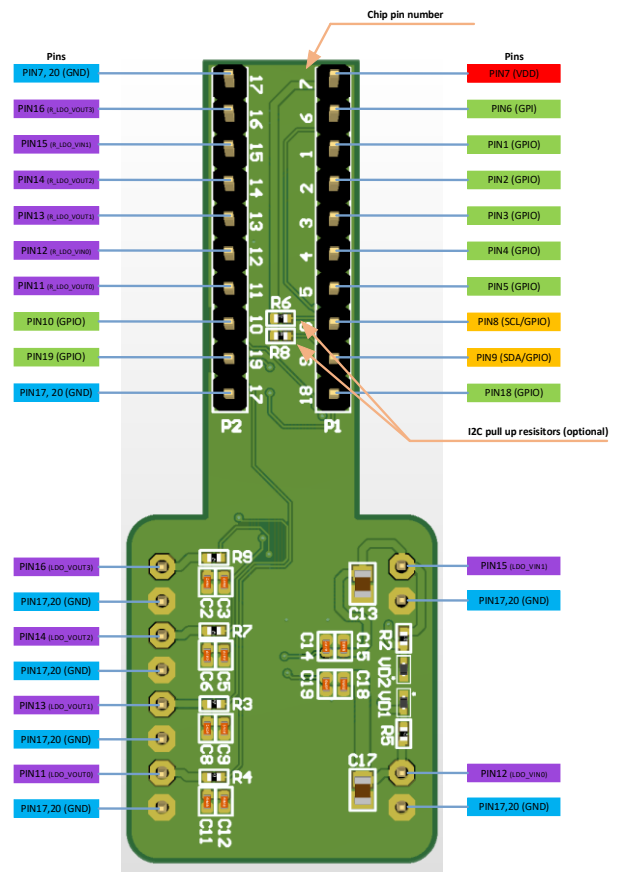 Chip pin number
Pins
Pins
PIN7, 20 (GND)
PIN7 (VDD)
PIN16 (R_LDO_VOUT3)
PIN6 (GPI)
PIN15 (R_LDO_VIN1)
PIN1 (GPIO)
PIN14 (R_LDO_VOUT2)
PIN2 (GPIO)
PIN13 (R_LDO_VOUT1)
PIN3 (GPIO)
PIN12 (R_LDO_VIN0)
PIN4 (GPIO)
PIN11 (R_LDO_VOUT0)
PIN5 (GPIO)
PIN10 (GPIO)
PIN8 (SCL/GPIO)
PIN19 (GPIO)
PIN9 (SDA/GPIO)
PIN17, 20 (GND)
PIN18 (GPIO)
17
16
15
14
13
12
11
10
19
17
P2
7
6
1
2
3
4
5
9
18
P1
R6
R8
I2C pull up resisitors (optional)
PIN16 (LDO_VOUT3)
PIN17,20 (GND)
PIN14 (LDO_VOUT2)
PIN17,20 (GND)
PIN13 (LDO_VOUT1)
PIN17,20 (GND)
PIN11 (LDO_VOUT0)
PIN17,20 (GND)
R9
C2
C3
R7
C6
C5
R3
C8
C9
R4
C11
C12
C13
C14
C15
C19
C18
C17
R2
VD2
VD1
R5
PIN15 (LDO_VIN1)
PIN17,20 (GND)
PIN12 (LDO_VIN0)
PIN17,20 (GND)